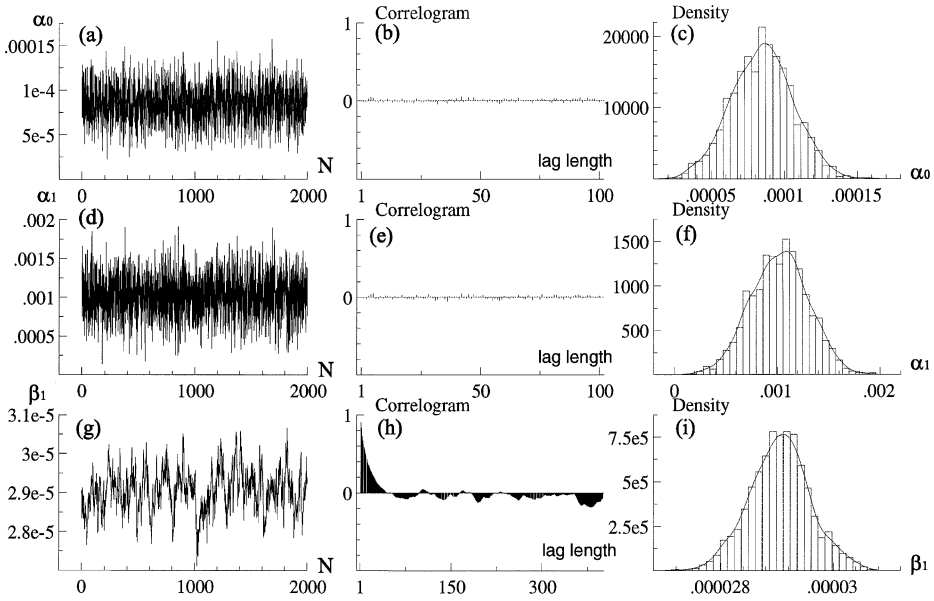 α0
(a)
.00015
1e-4
5e-5
N
0 1000 2000
Correlogram
(b)
1
0
lag length
1 50 100
Density
(c)
20000
10000
α0
.00005 .0001 .00015
α1
(d)
.002
.0015
.001
.0005
N
0 1000 2000
Correlogram
(e)
1
0
lag length
1 50 100
Density
(f)
1500
1000
500
α1
0 .001 .002
β1
(g)
3.1e-5
3e-5
2.9e-5
2.8e-5
N
0 1000 2000
Correlogram
(h)
1
0
lag length
1 150 300
Density
(i)
7.5e5
5e5
2.5e5
β1
.000028 .00003